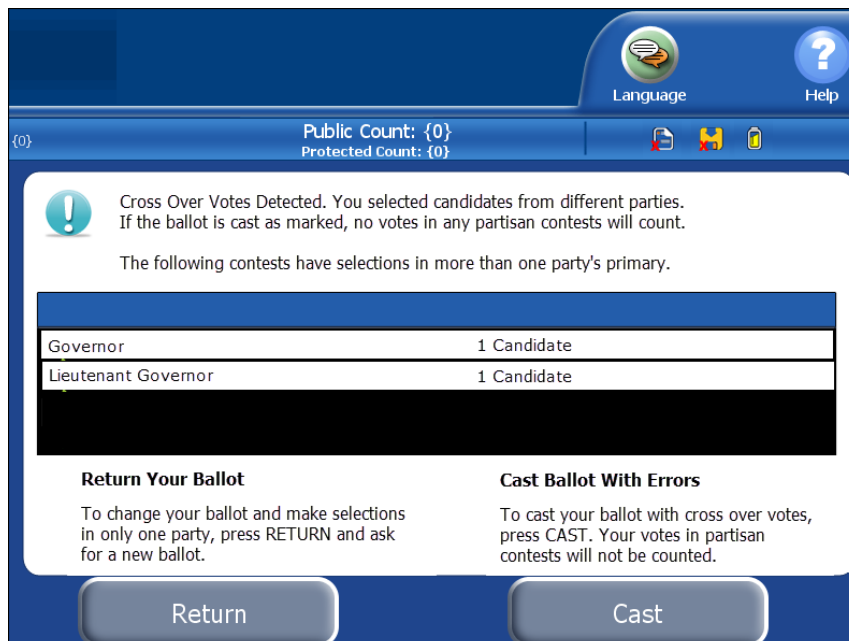 Language
Help
{0}
Public Count: {0}
Protected Count: {0}
Cross Over Votes Detected. You selected candidates from different parties.
If the ballot is cast as marked, no votes in any partisan contests will count.
The following contests have selections in more than one party's primary.
Governor 1 Candidate
Lieutenant Governor 1 Candidate
Return Your Ballot
To change your ballot and make selections
in only one party, press RETURN and ask
for a new ballot.
Cast Ballot With Errors
To cast your ballot with cross over votes,
press CAST. Your votes in partisan
contests will not be counted.
Return
Cast